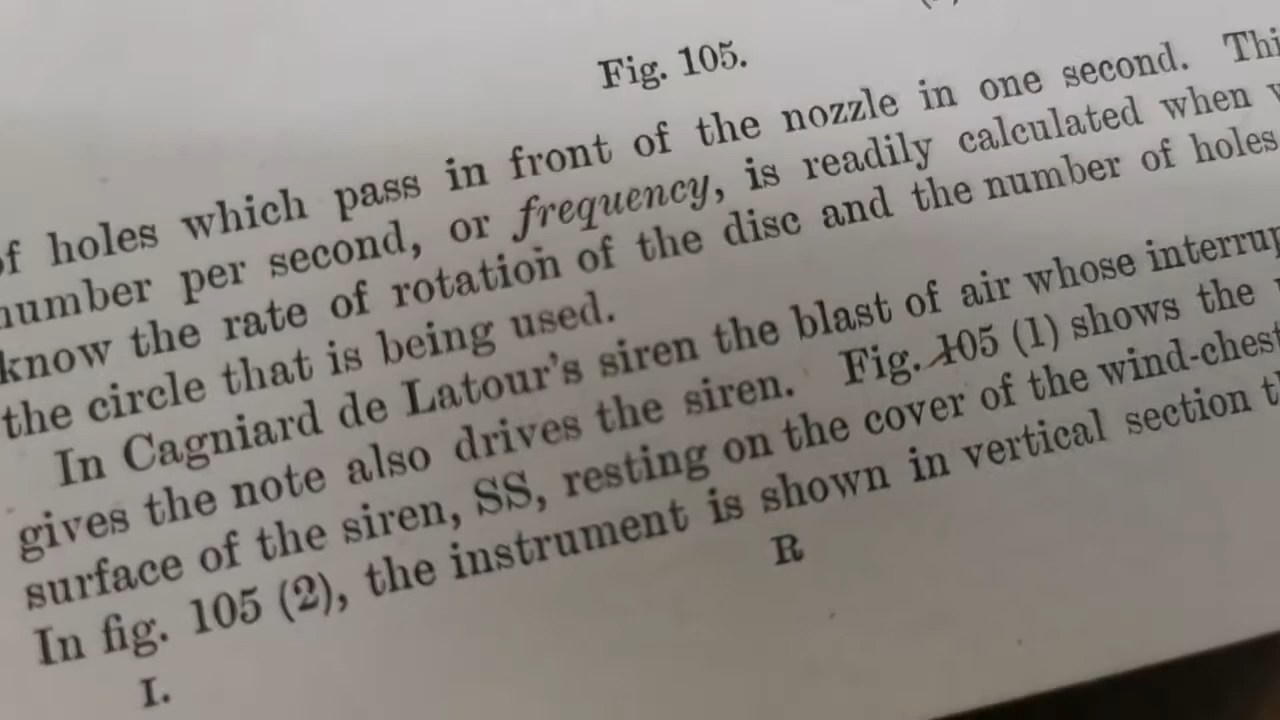 Fig. 105.
of holes which pass in front of the nozzle in one second. Thi
number per second, or frequency, is readily calculated when
know the rate of rotation of the disc and the number of holes
the circle that is being used.
In Cagniard de Latour's siren the blast of air whose interrup
gives the note also drives the siren. Fig. 105 (1) shows the
surface of the siren, SS, resting on the cover of the wind-chest
In fig. 105 (2), the instrument is shown in vertical section th
I.
R